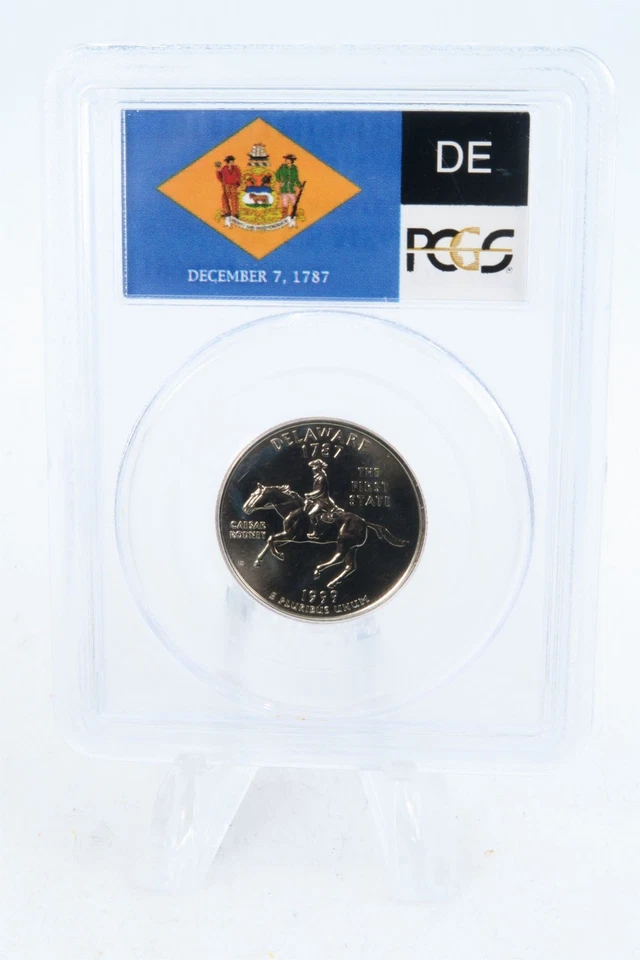 DECEMBER 7, 1787
DE
PCGS®
DELAWARE
1787
THE
FIRST
STATE
CAESAR
RODNEY
1999
E PLURIBUS UNUM